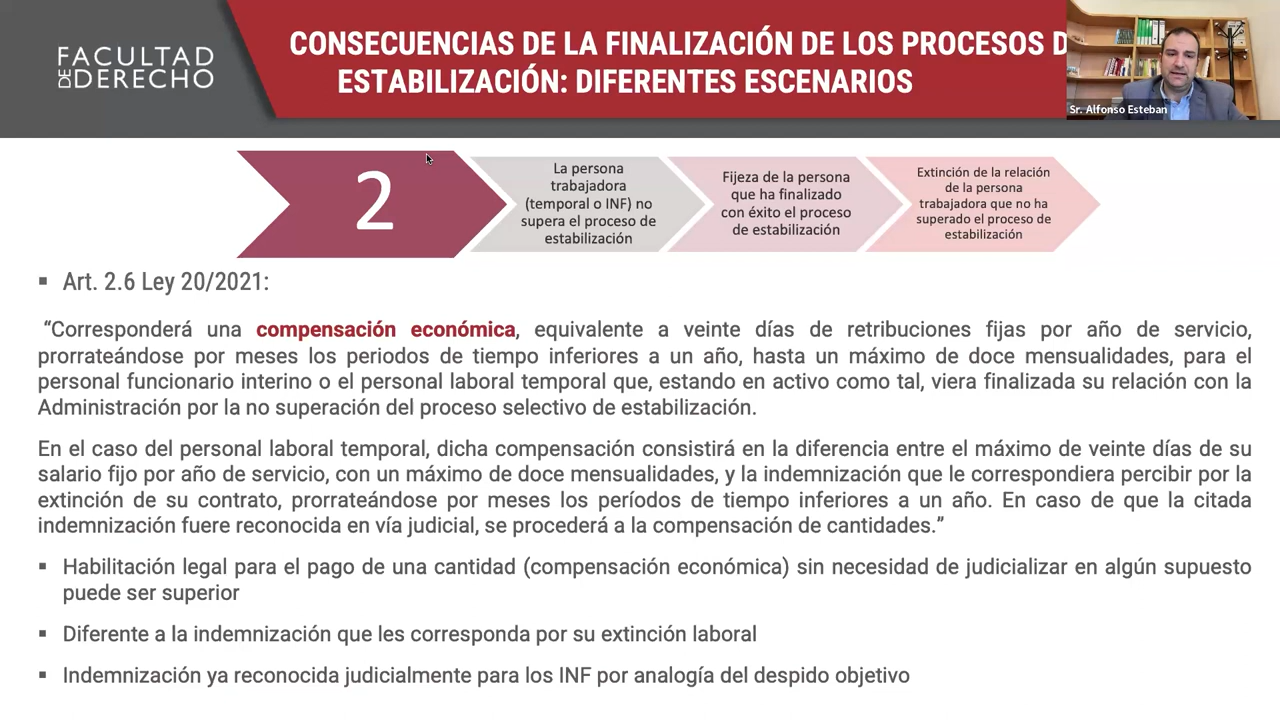 FACULTAD
DE DERECHO
CONSECUENCIAS DE LA FINALIZACIÓN DE LOS PROCESOS D
ESTABILIZACIÓN: DIFERENTES ESCENARIOS
Sr. Alfonso Esteban
2
La persona
trabajadora
(temporal o INF) no
supera el proceso de
estabilización
Fijeza de la persona
que ha finalizado
con éxito el proceso
de estabilización
Extinción de la relación
de la persona
trabajadora que no ha
superado el proceso de
estabilización
▪ Art. 2.6 Ley 20/2021:
“Corresponderá una compensación económica, equivalente a veinte días de retribuciones fijas por año de servicio,
prorrateándose por meses los periodos de tiempo inferiores a un año, hasta un máximo de doce mensualidades, para el
personal funcionario interino o el personal laboral temporal que, estando en activo como tal, viera finalizada su relación con la
Administración por la no superación del proceso selectivo de estabilización.
En el caso del personal laboral temporal, dicha compensación consistirá en la diferencia entre el máximo de veinte días de su
salario fijo por año de servicio, con un máximo de doce mensualidades, y la indemnización que le correspondiera percibir por la
extinción de su contrato, prorrateándose por meses los períodos de tiempo inferiores a un año. En caso de que la citada
indemnización fuere reconocida en vía judicial, se procederá a la compensación de cantidades.”
▪ Habilitación legal para el pago de una cantidad (compensación económica) sin necesidad de judicializar en algún supuesto
puede ser superior
▪ Diferente a la indemnización que les corresponda por su extinción laboral
▪ Indemnización ya reconocida judicialmente para los INF por analogía del despido objetivo